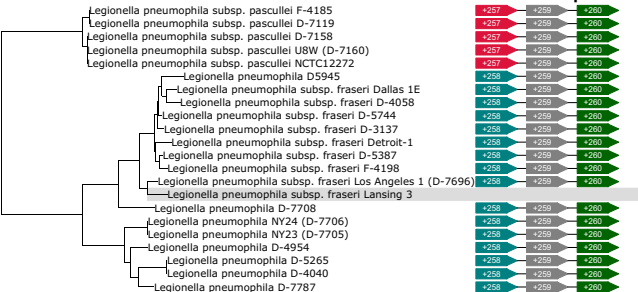 Legionella pneumophila subsp. pascullei F-4185 +257 +259 +260
Legionella pneumophila subsp. pascullei D-7119 +257 +259 +260
Legionella pneumophila subsp. pascullei D-7158 +257 +259 +260
Legionella pneumophila subsp. pascullei U8W (D-7160) +257 +259 +260
Legionella pneumophila subsp. pascullei NCTC12272 +257 +259 +260
Legionella pneumophila D5945 +258 +259 +260
Legionella pneumophila subsp. fraseri Dallas 1E +258 +259 +260
Legionella pneumophila subsp. fraseri D-4058 +258 +259 +260
Legionella pneumophila subsp. fraseri D-5744 +258 +259 +260
Legionella pneumophila subsp. fraseri D-3137 +258 +259 +260
Legionella pneumophila subsp. fraseri Detroit-1 +258 +259 +260
Legionella pneumophila subsp. fraseri D-5387 +258 +259 +260
Legionella pneumophila subsp. fraseri F-4198 +258 +259 +260
Legionella pneumophila subsp. fraseri Los Angeles 1 (D-7696) +258 +259 +260
Legionella pneumophila subsp. fraseri Lansing 3
Legionella pneumophila D-7708 +258 +259 +260
Legionella pneumophila NY24 (D-7706) +258 +259 +260
Legionella pneumophila NY23 (D-7705) +258 +259 +260
Legionella pneumophila D-4954 +258 +259 +260
Legionella pneumophila D-5265 +258 +259 +260
Legionella pneumophila D-4040 +258 +259 +260
Legionella pneumophila D-7787 +258 +259 +260